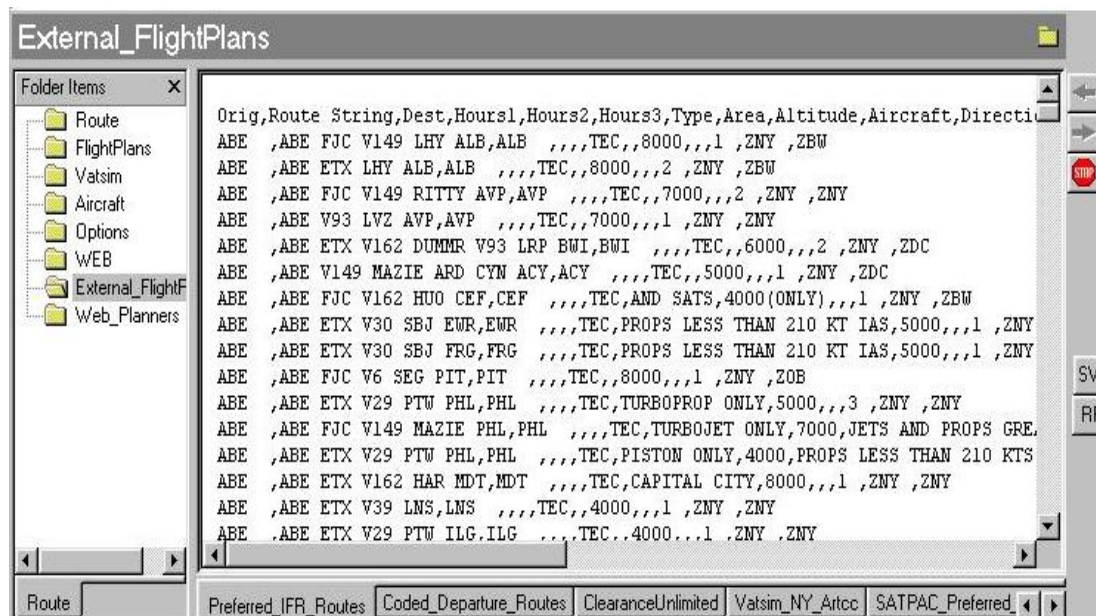 External_FlightPlans
Folder Items
Route
FlightPlans
Vatsim
Aircraft
Options
WEB
External_FlightF
Web_Planners
Route
Orig,Route String,Dest,Hours1,Hours2,Hours3,Type,Area,Altitude,Aircraft,Directi
ABE ,ABE FJC V149 LHY ALB,ALB ,,,,TEC,,8000,,,1 ,ZNY ,ZBW
ABE ,ABE ETX LHY ALB,ALB ,,,,TEC,,8000,,,2 ,ZNY ,ZBW
ABE ,ABE FJC V149 RITTY AVP,AVP ,,,,TEC,,7000,,,2 ,ZNY ,ZNY
ABE ,ABE V93 LVZ AVP,AVP ,,,,TEC,,7000,,,1 ,ZNY ,ZNY
ABE ,ABE ETX V162 DUMMR V93 LRP BWI,BWI ,,,,TEC,,6000,,,2 ,ZNY ,ZDC
ABE ,ABE V149 MAZIE ARD CYN ACY,ACY ,,,,TEC,,5000,,,1 ,ZNY ,ZDC
ABE ,ABE FJC V162 HUO CEF,CEF ,,,,TEC,AND SATS,4000(ONLY),,,1 ,ZNY ,ZBW
ABE ,ABE ETX V30 SBJ EWR,EWR ,,,,TEC,PROPS LESS THAN 210 KT IAS,5000,,,1 ,ZNY
ABE ,ABE ETX V30 SBJ FRG,FRG ,,,,TEC,PROPS LESS THAN 210 KT IAS,5000,,,1 ,ZNY
ABE ,ABE FJC V6 SEG PIT,PIT ,,,,TEC,,8000,,,1 ,ZNY ,ZOB
ABE ,ABE ETX V29 PTW PHL,PHL ,,,,TEC,TURBOPROP ONLY,5000,,,3 ,ZNY ,ZNY
ABE ,ABE FJC V149 MAZIE PHL,PHL ,,,,TEC,TURBOJET ONLY,7000,JETS AND PROPS GRE
ABE ,ABE ETX V29 PTW PHL,PHL ,,,,TEC,PISTON ONLY,4000,PROPS LESS THAN 210 KTS
ABE ,ABE ETX V162 HAR MDT,MDT ,,,,TEC,CAPITAL CITY,8000,,,1 ,ZNY ,ZNY
ABE ,ABE ETX V39 LNS,LNS ,,,,TEC,,4000,,,1 ,ZNY ,ZNY
ABE ,ABE ETX V29 PTW ILG,ILG ,,,,TEC,,4000,,,1 ,ZNY ,ZNY
STOP
SV
Preferred_IFR_Routes
Coded_Departure_Routes
ClearanceUnlimited
Vatsim_NY_Artcc
SATPAC_Preferred_